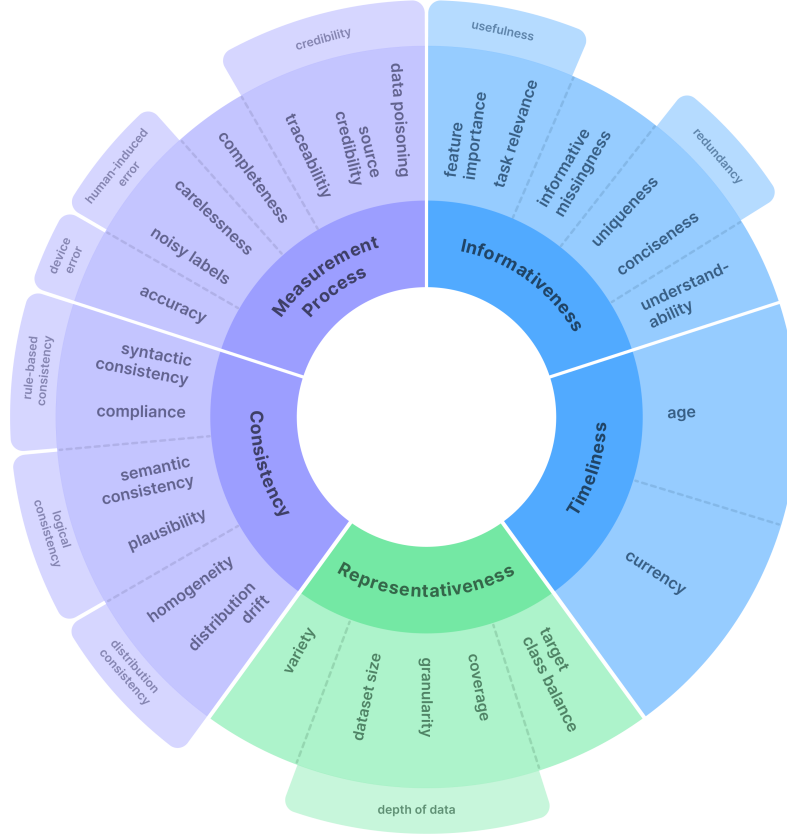 credibility
usefulness
redundancy
human-induced
error
device
error
rule-based
consistency
logical
consistency
distribution
consistency
depth of data
Measurement
Process
data poisoning
source
credibility
traceabilitiy
completeness
carelessness
noisy labels
accuracy
Informativeness
feature
importance
task relevance
informative
missingness
uniqueness
conciseness
understand-
ability
Timeliness
age
currency
Representativeness
target
class balance
coverage
granularity
dataset size
variety
Consistency
syntactic
consistency
compliance
semantic
consistency
plausibility
homogeneity
distribution
drift